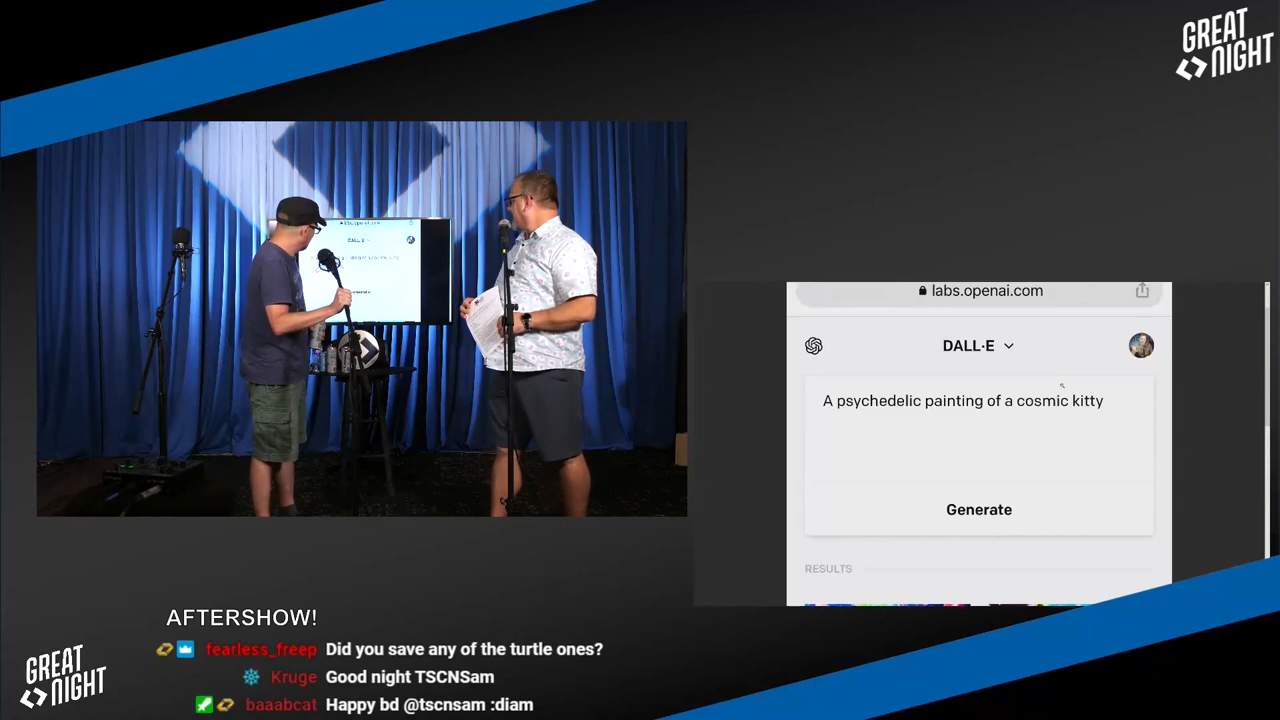 GREAT
NIGHT
DALL·E
labs.openai.com
DALL·E
A psychedelic painting of a cosmic kitty
Generate
RESULTS
AFTERSHOW!
fearless_freep Did you save any of the turtle ones?
Kruge Good night TSCNSam
baaabcat Happy bd @tscnsam :diam
GREAT
NIGHT